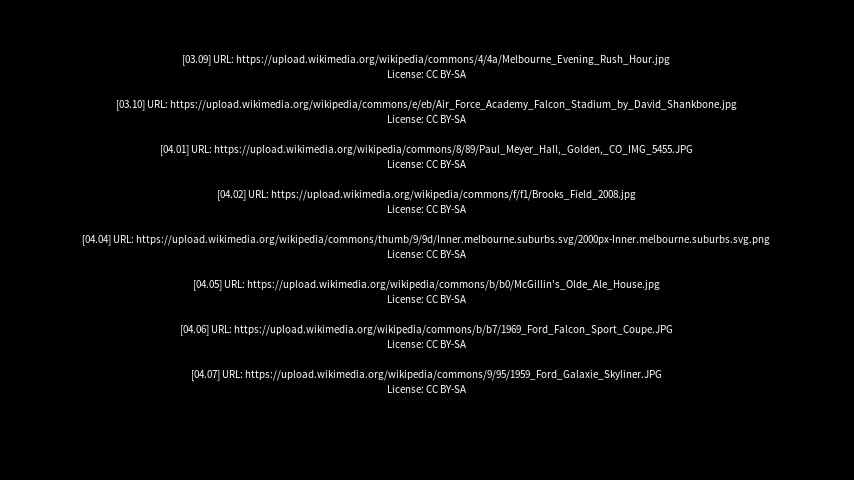 [03.09] URL: https://upload.wikimedia.org/wikipedia/commons/4/4a/Melbourne_Evening_Rush_Hour.jpg
License: CC BY-SA
[03.10] URL: https://upload.wikimedia.org/wikipedia/commons/e/eb/Air_Force_Academy_Falcon_Stadium_by_David_Shankbone.jpg
License: CC BY-SA
[04.01] URL: https://upload.wikimedia.org/wikipedia/commons/8/89/Paul_Meyer_Hall,_Golden,_CO_IMG_5455.JPG
License: CC BY-SA
[04.02] URL: https://upload.wikimedia.org/wikipedia/commons/f/f1/Brooks_Field_2008.jpg
License: CC BY-SA
[04.04] URL: https://upload.wikimedia.org/wikipedia/commons/thumb/9/9d/Inner.melbourne.suburbs.svg/2000px-Inner.melbourne.suburbs.svg.png
License: CC BY-SA
[04.05] URL: https://upload.wikimedia.org/wikipedia/commons/b/b0/McGillin's_Olde_Ale_House.jpg
License: CC BY-SA
[04.06] URL: https://upload.wikimedia.org/wikipedia/commons/b/b7/1969_Ford_Falcon_Sport_Coupe.JPG
License: CC BY-SA
[04.07] URL: https://upload.wikimedia.org/wikipedia/commons/9/95/1959_Ford_Galaxie_Skyliner.JPG
License: CC BY-SA